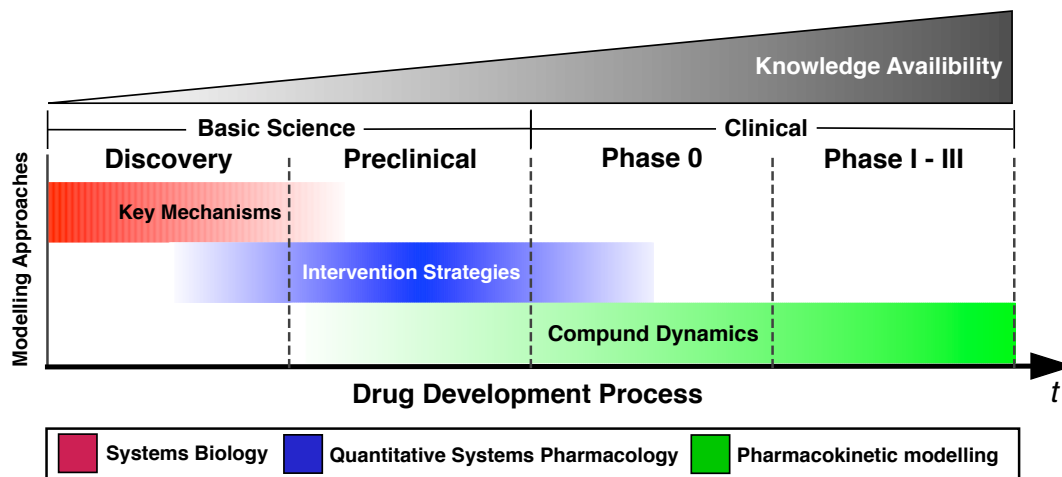 Knowledge Availibility
Basic Science
Clinical
Discovery
Preclinical
Phase 0
Phase I - III
Modelling Approaches
Key Mechanisms
Intervention Strategies
Compund Dynamics
Drug Development Process
t
Systems Biology
Quantitative Systems Pharmacology
Pharmacokinetic modelling